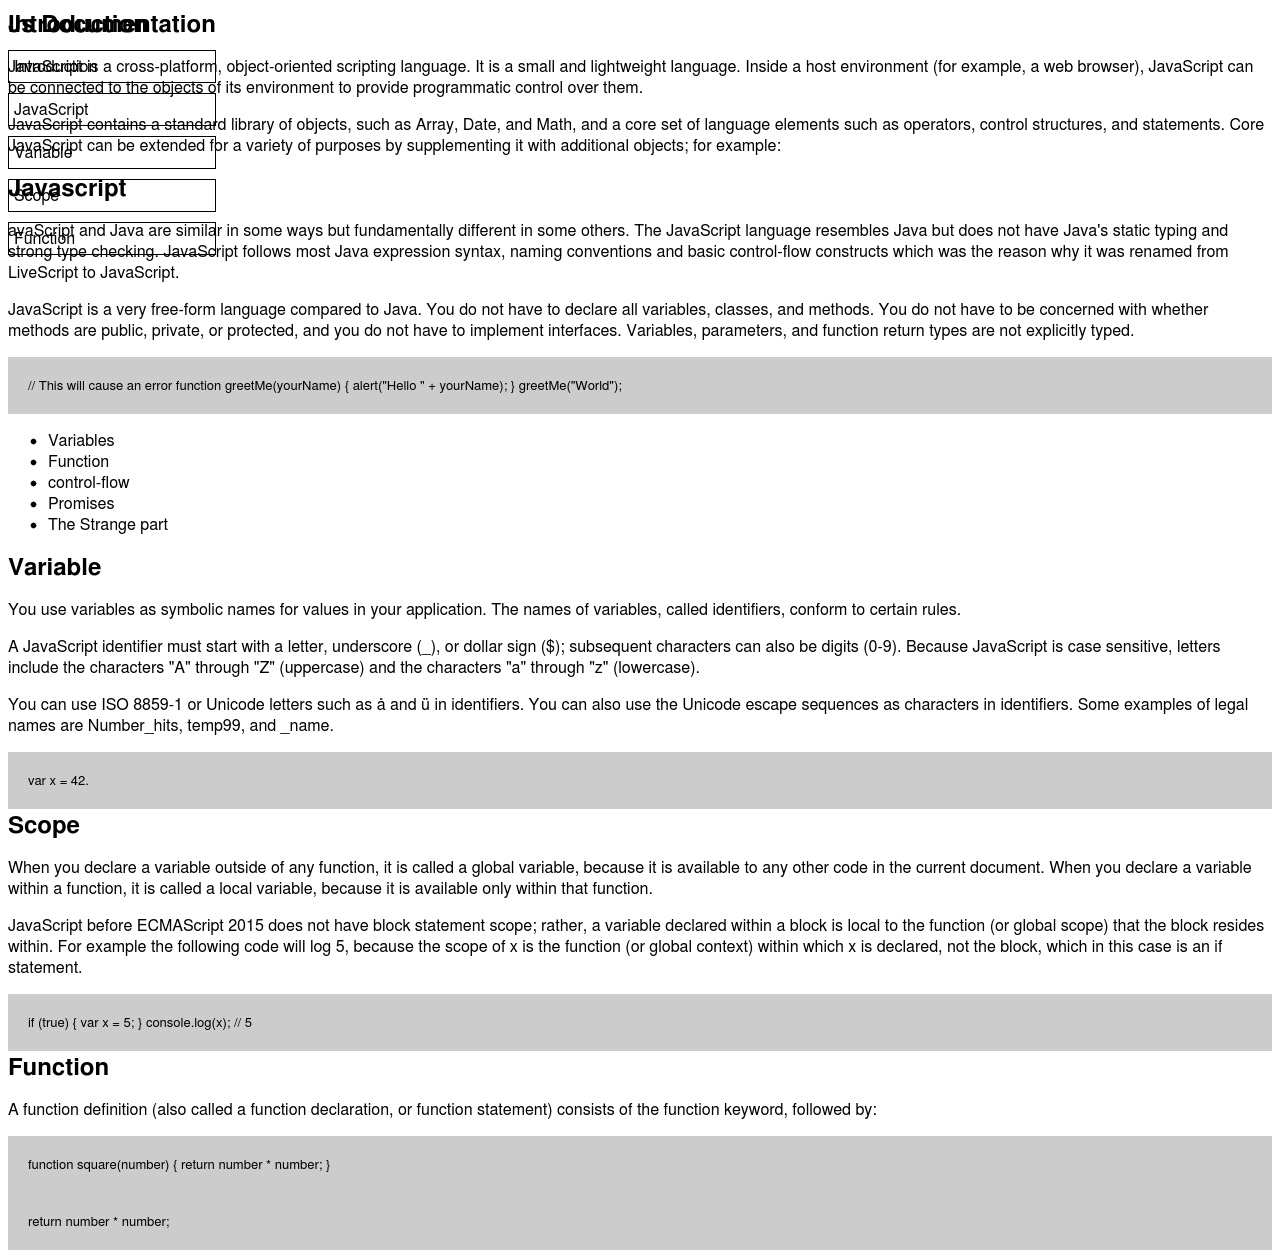 Js Documentation
Introduction
JavaScript
Variable
Scope
Function
Introduction
JavaScript is a cross-platform, object-oriented scripting language. It is a small and lightweight language. Inside a host environment (for example, a web browser), JavaScript can
be connected to the objects of its environment to provide programmatic control over them.
JavaScript contains a standard library of objects, such as Array, Date, and Math, and a core set of language elements such as operators, control structures, and statements. Core
JavaScript can be extended for a variety of purposes by supplementing it with additional objects; for example:
Javascript
avaScript and Java are similar in some ways but fundamentally different in some others. The JavaScript language resembles Java but does not have Java's static typing and
strong type checking. JavaScript follows most Java expression syntax, naming conventions and basic control-flow constructs which was the reason why it was renamed from
LiveScript to JavaScript.
JavaScript is a very free-form language compared to Java. You do not have to declare all variables, classes, and methods. You do not have to be concerned with whether
methods are public, private, or protected, and you do not have to implement interfaces. Variables, parameters, and function return types are not explicitly typed.
// This will cause an error function greetMe(yourName) { alert("Hello " + yourName); } greetMe("World");
• Variables
• Function
• control-flow
• Promises
• The Strange part
Variable
You use variables as symbolic names for values in your application. The names of variables, called identifiers, conform to certain rules.
A JavaScript identifier must start with a letter, underscore (_), or dollar sign ($); subsequent characters can also be digits (0-9). Because JavaScript is case sensitive, letters
include the characters "A" through "Z" (uppercase) and the characters "a" through "z" (lowercase).
You can use ISO 8859-1 or Unicode letters such as å and ü in identifiers. You can also use the Unicode escape sequences as characters in identifiers. Some examples of legal
names are Number_hits, temp99, and _name.
var x = 42.
Scope
When you declare a variable outside of any function, it is called a global variable, because it is available to any other code in the current document. When you declare a variable
within a function, it is called a local variable, because it is available only within that function.
JavaScript before ECMAScript 2015 does not have block statement scope; rather, a variable declared within a block is local to the function (or global scope) that the block resides
within. For example the following code will log 5, because the scope of x is the function (or global context) within which x is declared, not the block, which in this case is an if
statement.
if (true) { var x = 5; } console.log(x); // 5
Function
A function definition (also called a function declaration, or function statement) consists of the function keyword, followed by:
function square(number) { return number * number; }
return number * number;